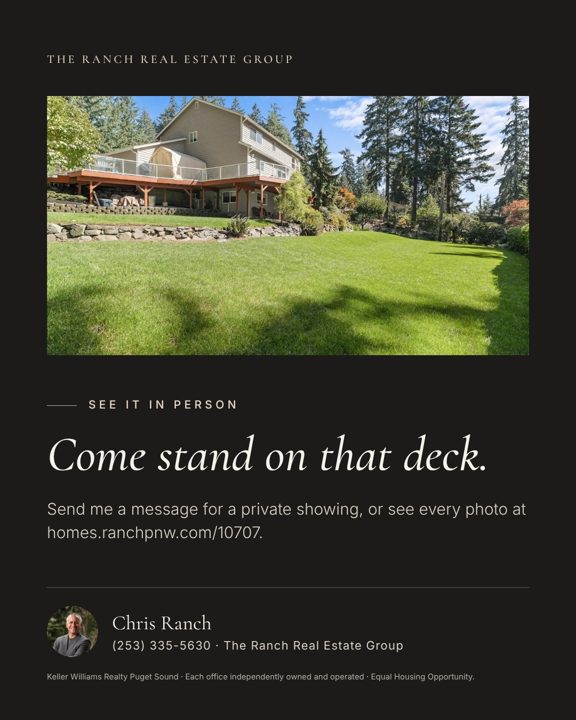 THE RANCH REAL ESTATE GROUP
SEE IT IN PERSON
Come stand on that deck.
Send me a message for a private showing, or see every photo at
homes.ranchpnw.com/10707.
Chris Ranch
(253) 335-5630 · The Ranch Real Estate Group
Keller Williams Realty Puget Sound · Each office independently owned and operated · Equal Housing Opportunity.